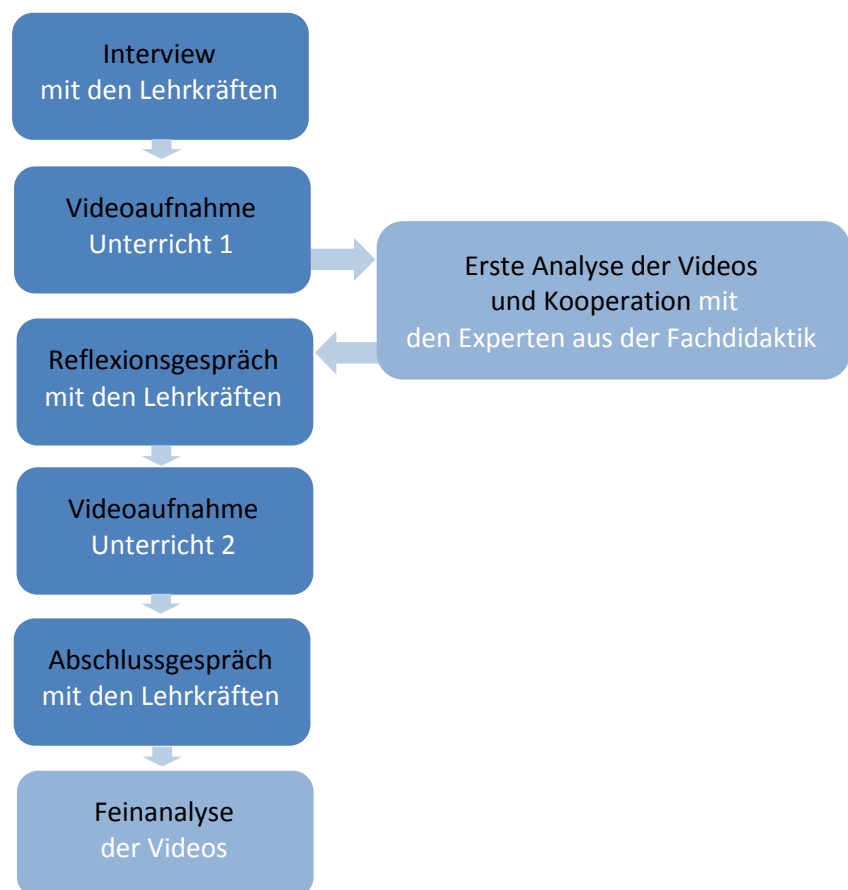 Interview
mit den Lehrkräften
Videoaufnahme
Unterricht 1
Erste Analyse der Videos
und Kooperation mit
den Experten aus der Fachdidaktik
Reflexionsgespräch
mit den Lehrkräften
Videoaufnahme
Unterricht 2
Abschlussgespräch
mit den Lehrkräften
Feinanalyse
der Videos